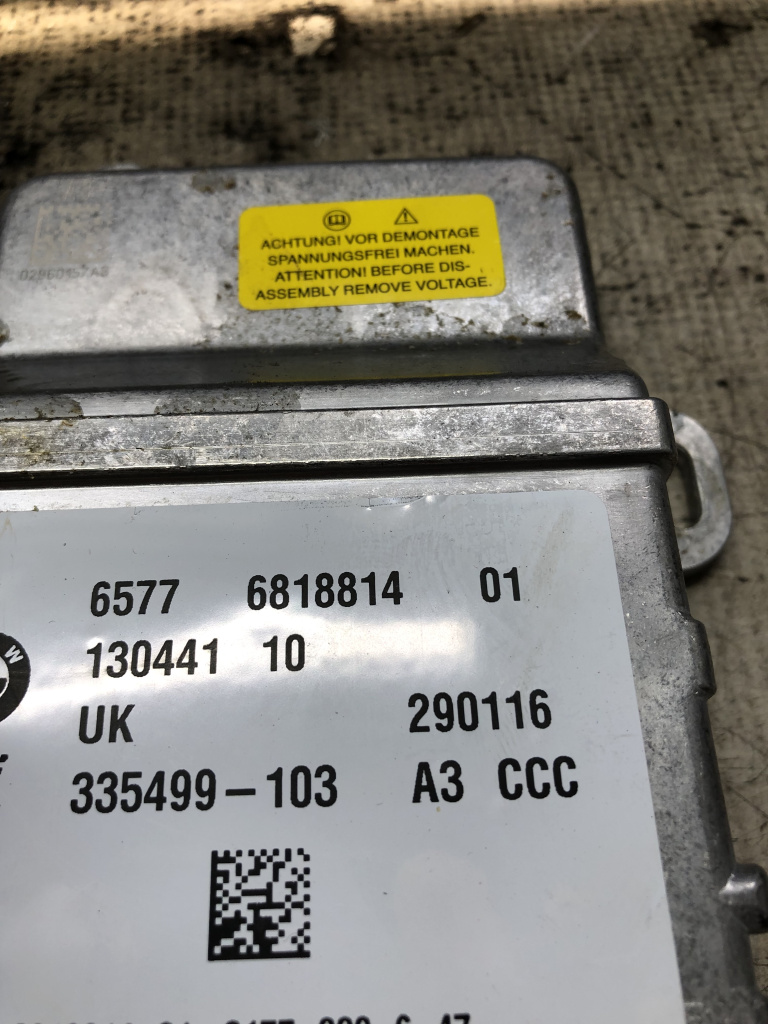 ACHTUNG! VOR DEMONTAGE
SPANNUNGSFREI MACHEN.
ATTENTION! BEFORE DIS-
ASSEMBLY REMOVE VOLTAGE.
6577 6818814 01
130441 10
W
UK 290116
335499-103 A3 CCC